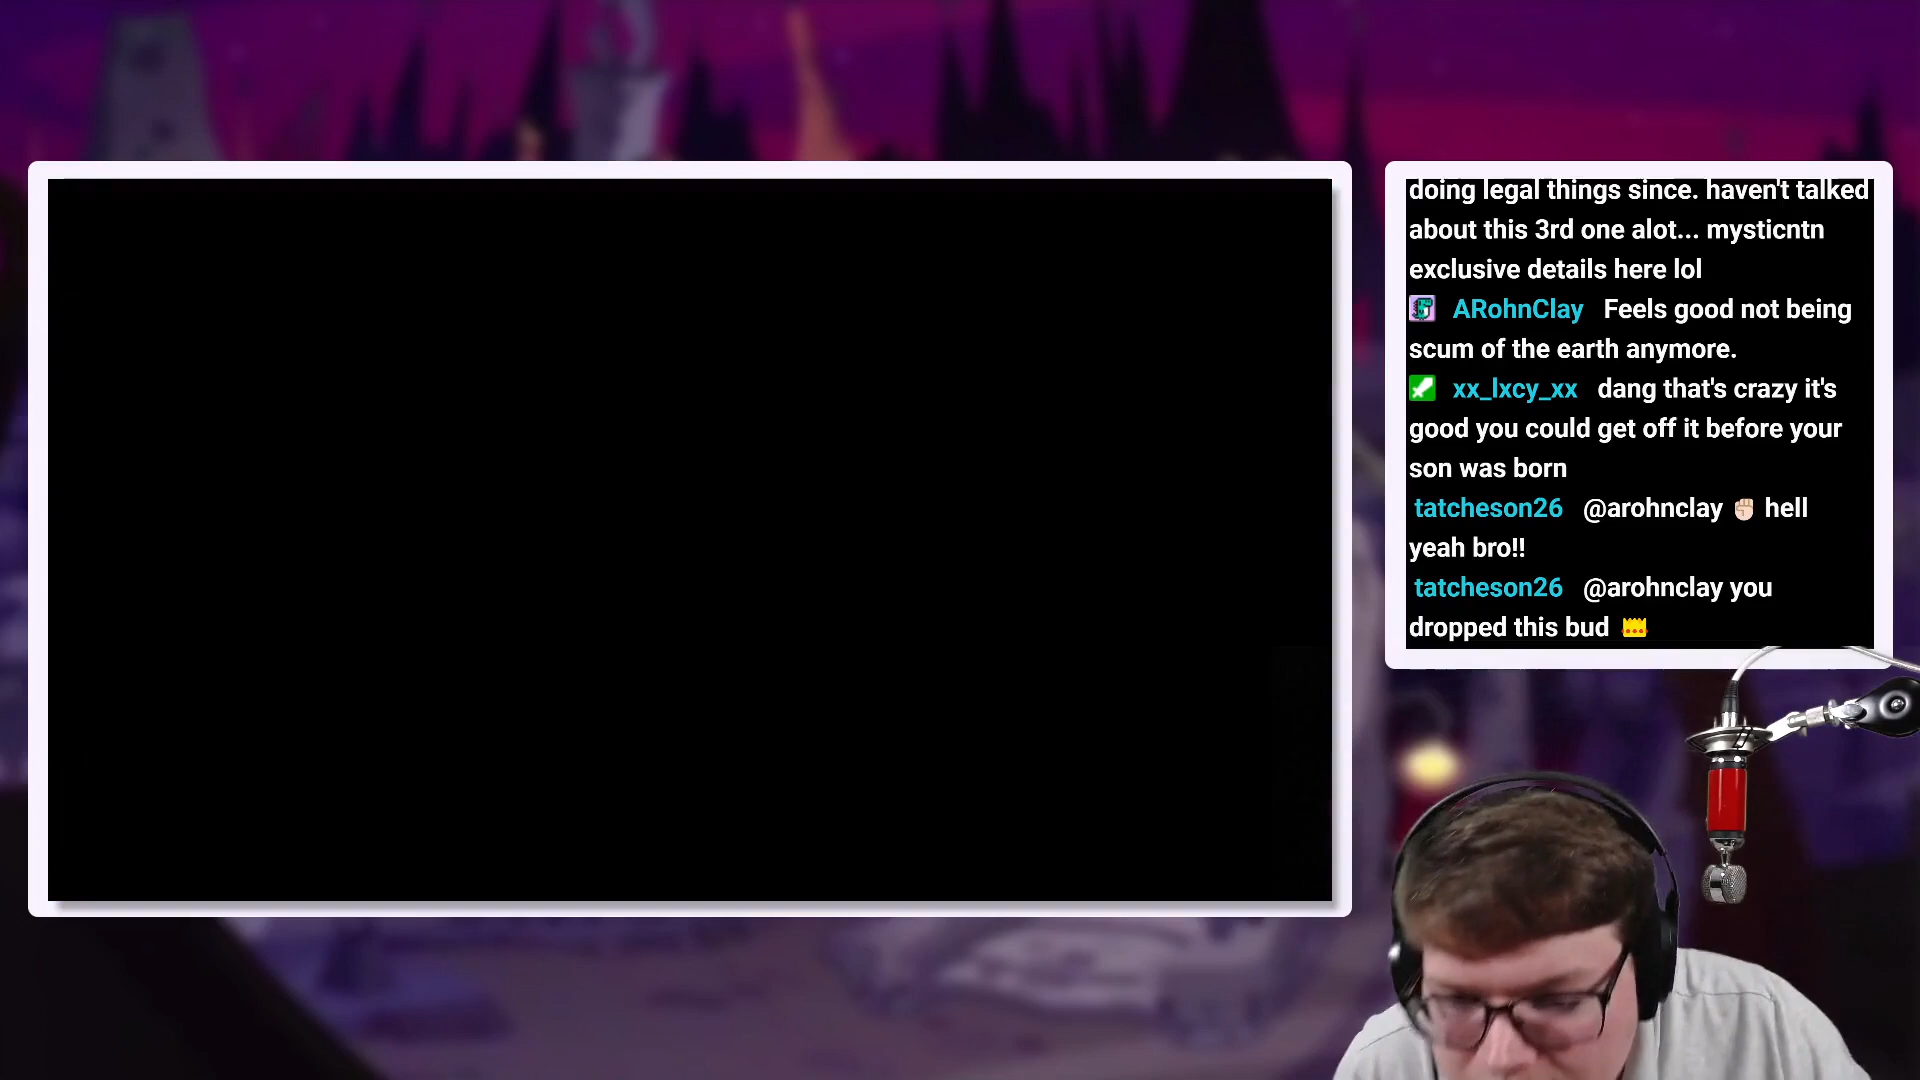 doing legal things since. haven't talked
about this 3rd one alot... mysticntn
exclusive details here lol
ARohnClay Feels good not being
scum of the earth anymore.
xx_lxcy_xx dang that's crazy it's
good you could get off it before your
son was born
tatcheson26 @arohnclay ✊🏻 hell
yeah bro!!
tatcheson26 @arohnclay you
dropped this bud